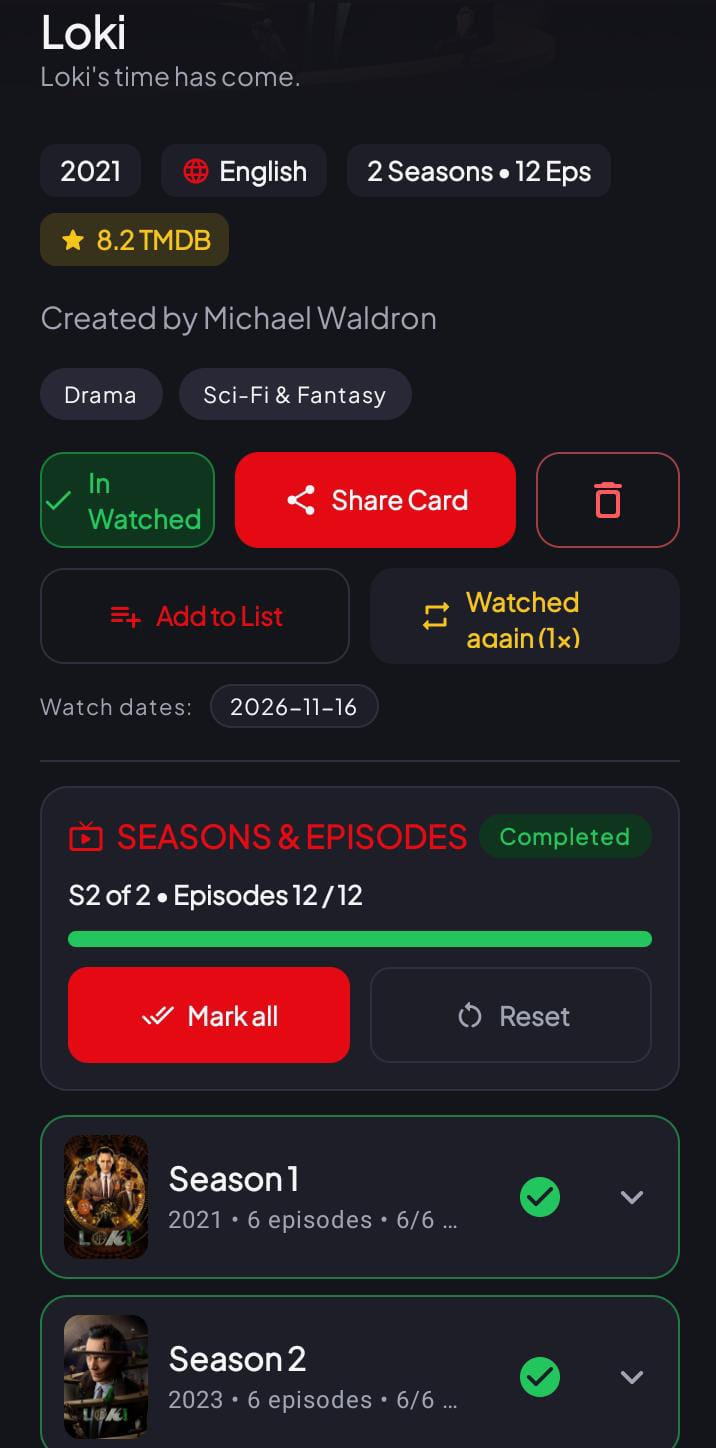 Loki
Loki's time has come.
2021
English
2 Seasons • 12 Eps
8.2 TMDB
Created by Michael Waldron
Drama
Sci-Fi & Fantasy
In
Watched
Share Card
Add to List
Watched
again (1x)
Watch dates:
2026-11-16
SEASONS & EPISODES
Completed
S2 of 2 • Episodes 12 / 12
Mark all
Reset
LOKI
Season 1
2021 • 6 episodes • 6/6 ...
LOKI
Season 2
2023 • 6 episodes • 6/6 ...